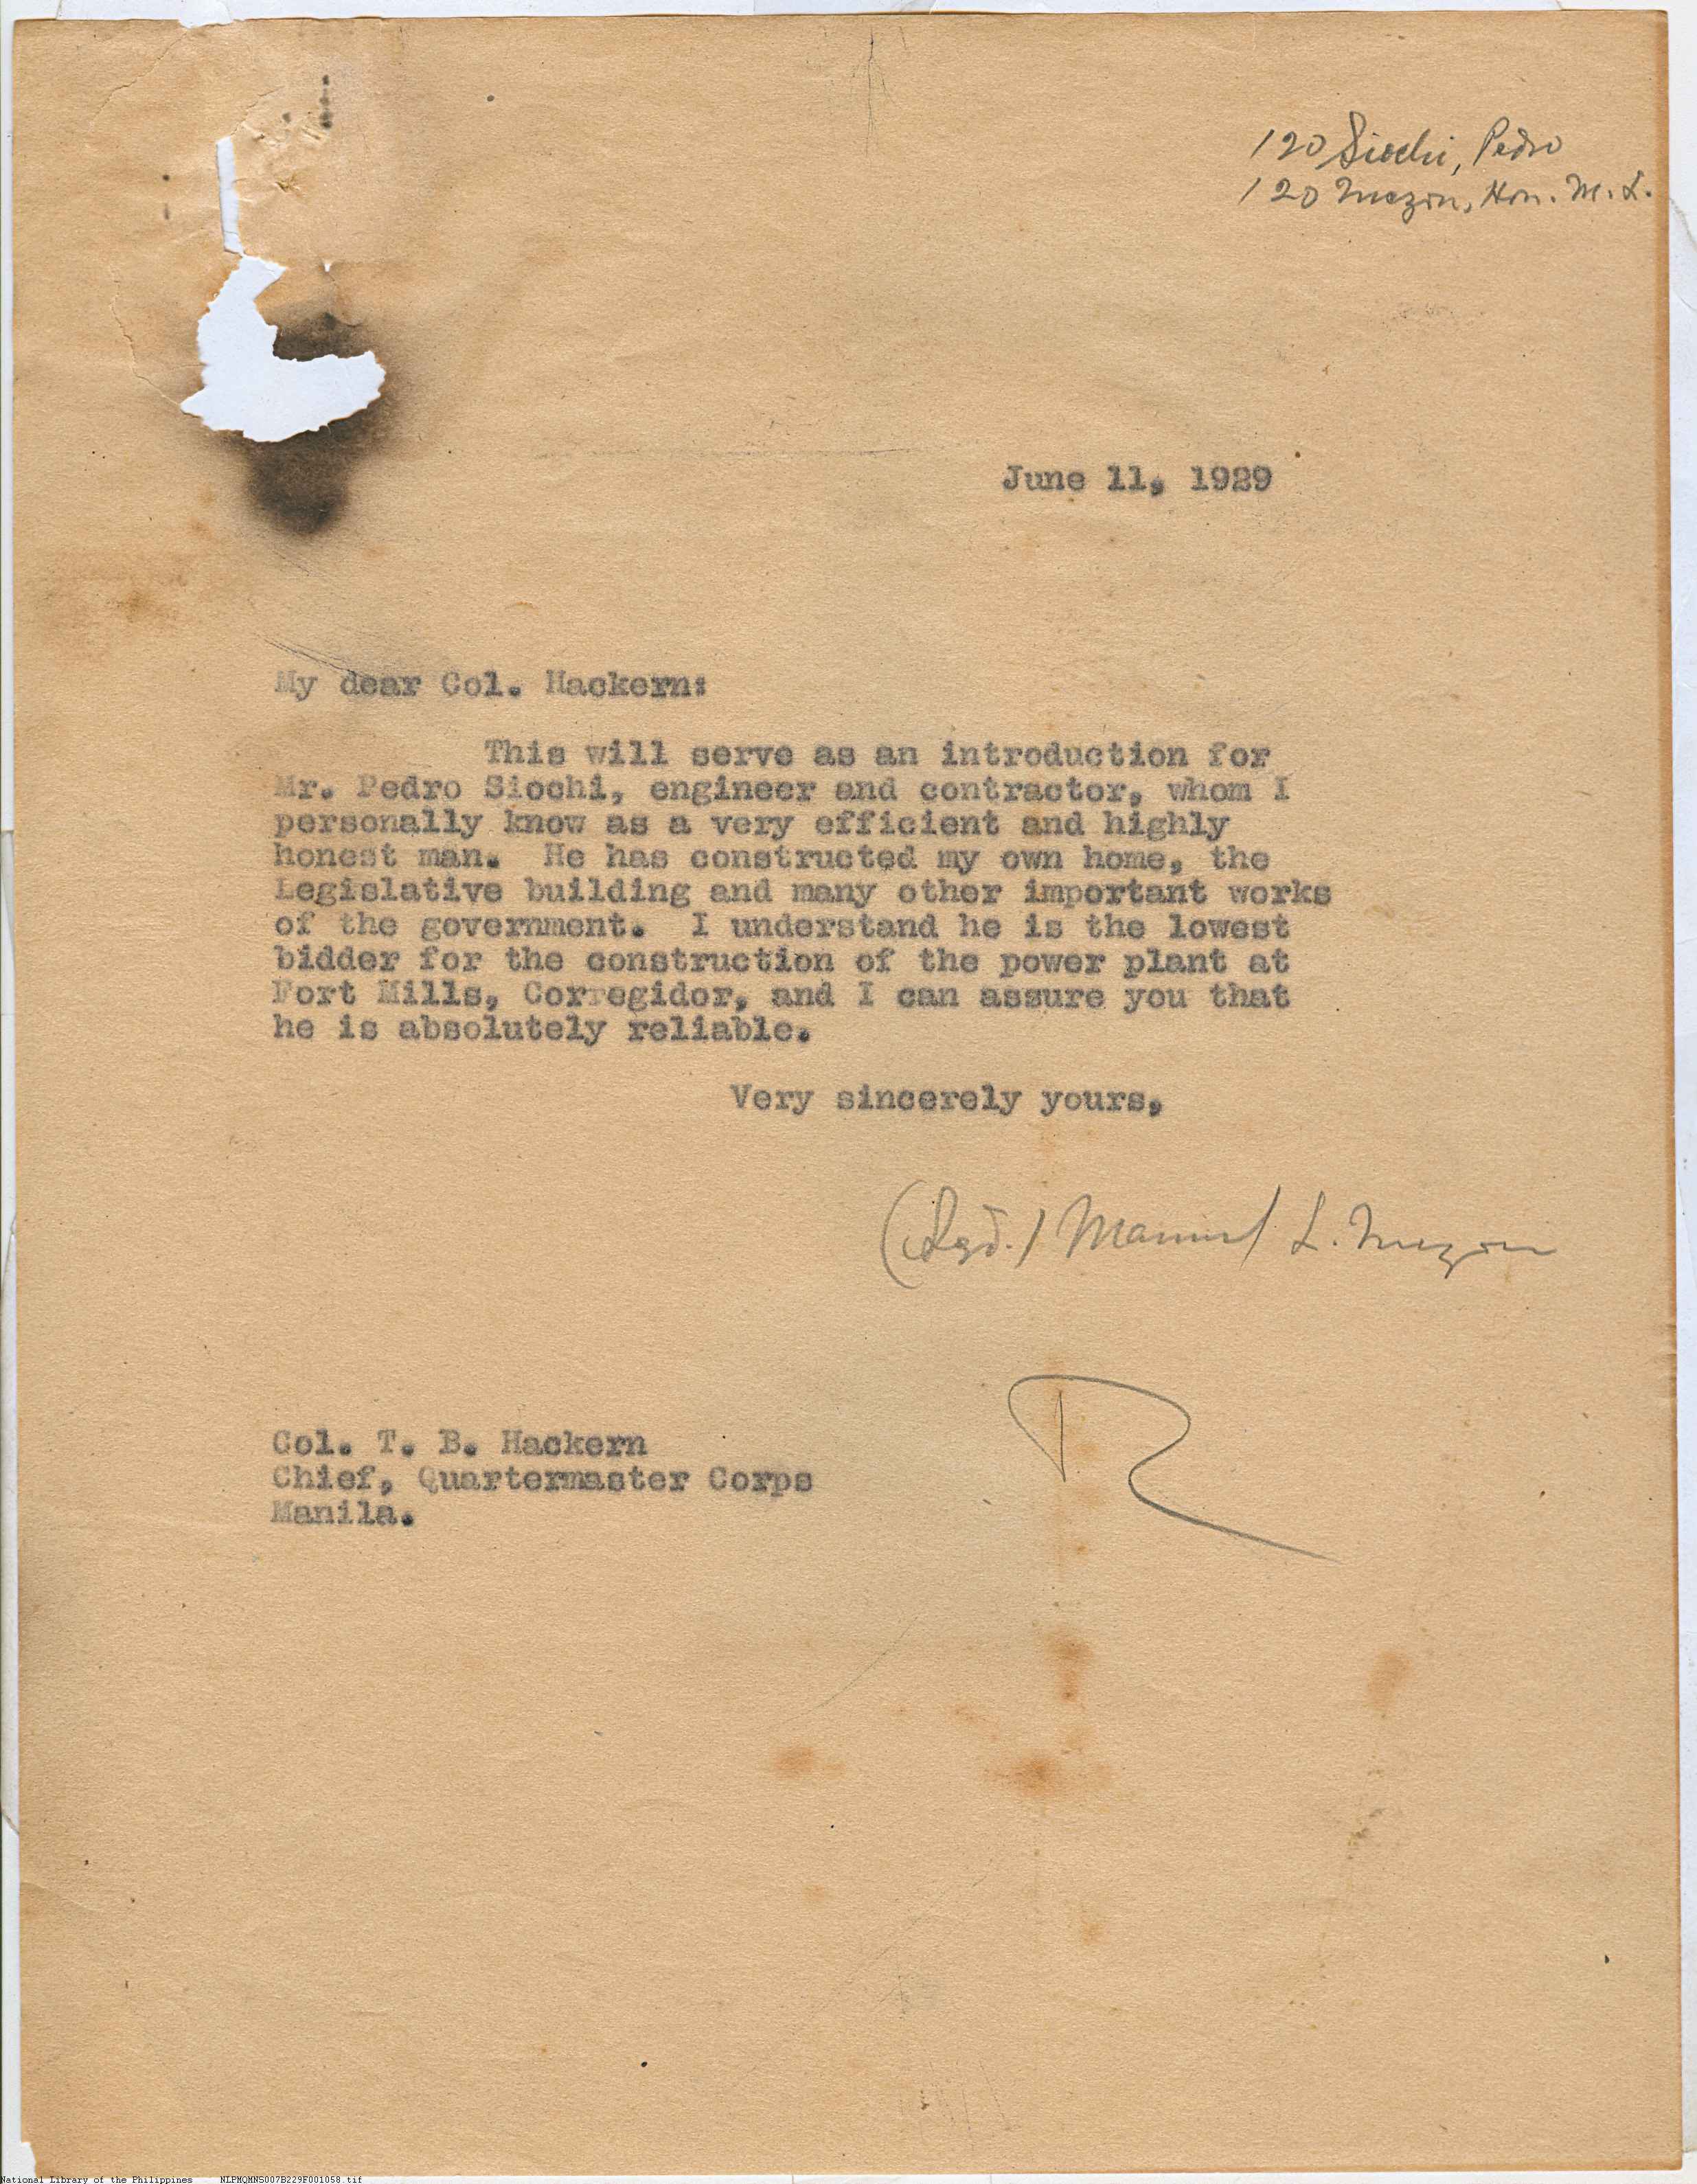 120 Siochi, Pedro
120 Quezon, Hon. M. L.
June 11, 1929
My dear Col. Hackern:
This will serve as an introduction for
Mr. Pedro Siochi, engineer and contractor, whom I
personally know as a very efficient and highly
honest man. He has constructed my own home, the
Legislative building and many other important works
of the government. I understand he is the lowest
bidder for the construction of the power plant at
Fort Mills, Corregidor, and I can assure you that
he is absolutely reliable.
Very sincerely yours,
(Sgd.) Manuel L. Quezon
Col. T. B. Hackern
Chief, Quartermaster Corps
Manila.
R
National Library of the Philippines NLPMQMNS007B229F001058.tif